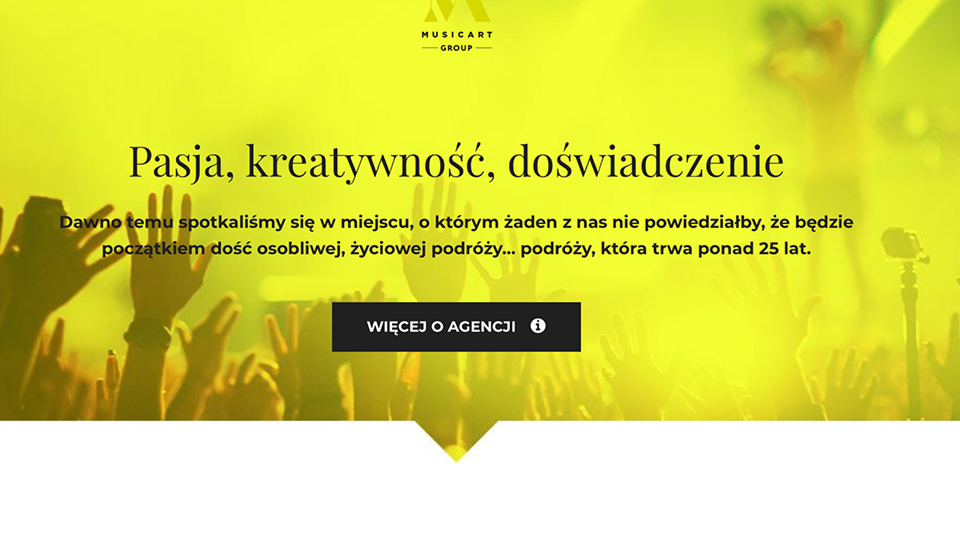 MUSICART
GROUP
Pasja, kreatywność, doświadczenie
Dawno temu spotkaliśmy się w miejscu, o którym żaden z nas nie powiedziałby, że będzie
początkiem dość osobliwej, życiowej podróży... podróży, która trwa ponad 25 lat.
WIĘCEJ O AGENCJI